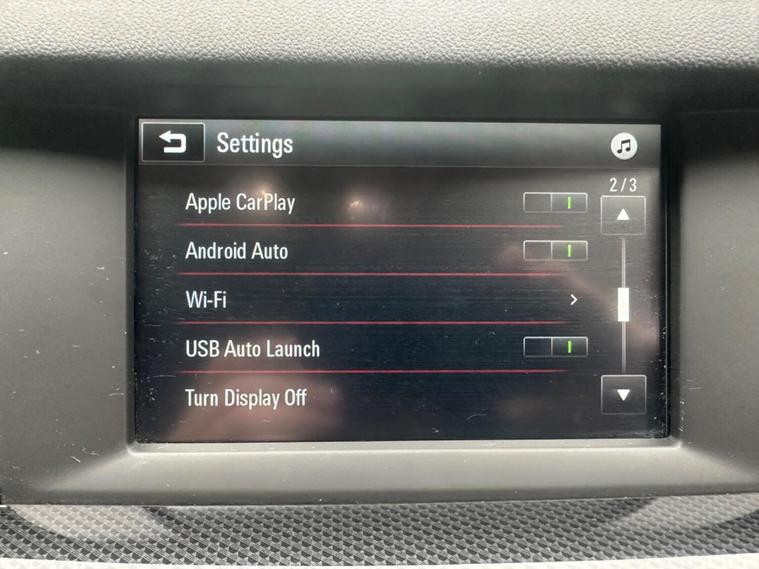 Settings
2/3
Apple CarPlay
Android Auto
Wi-Fi
USB Auto Launch
Turn Display Off